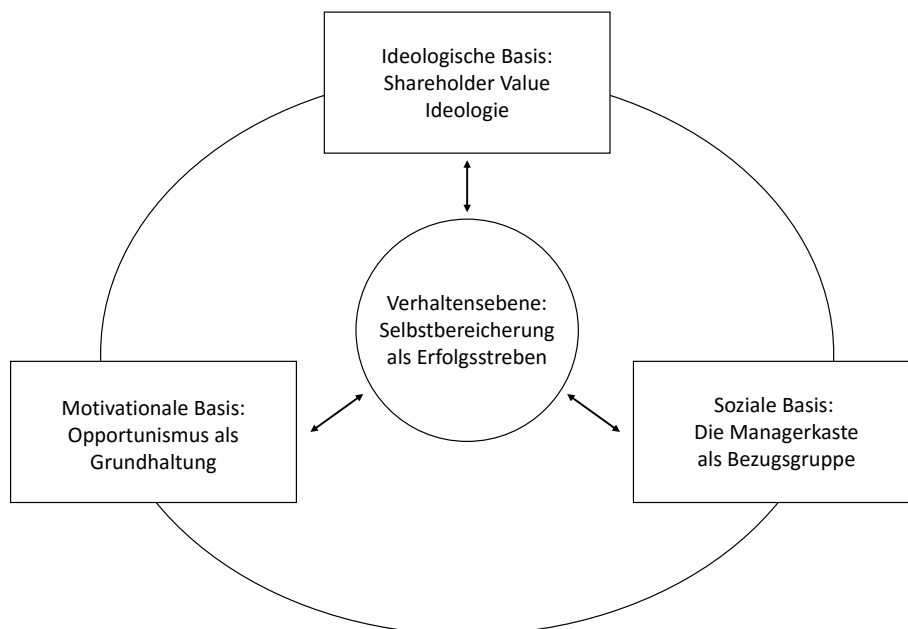 Ideologische Basis:
Shareholder Value
Ideologie
Verhaltensebene:
Selbstbereicherung
als Erfolgsstreben
Motivationale Basis:
Opportunismus als
Grundhaltung
Soziale Basis:
Die Managerkaste
als Bezugsgruppe